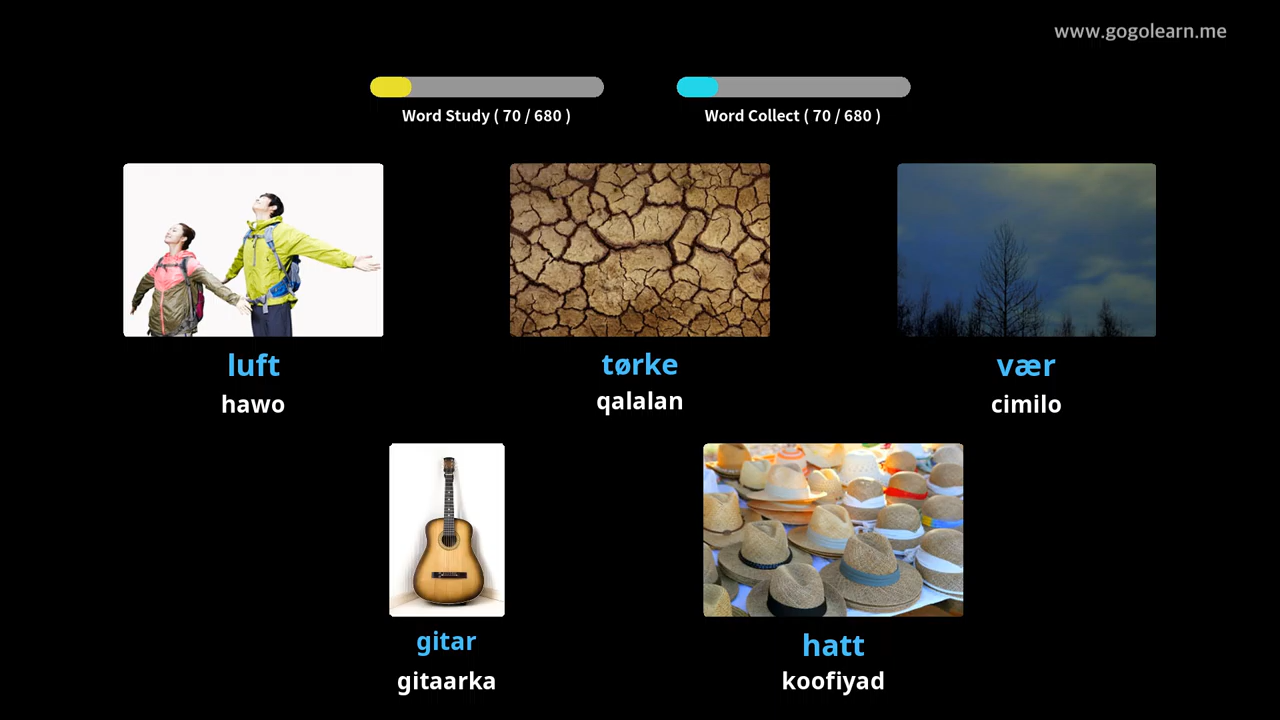 www.gogolearn.me
Word Study ( 70 / 680 )
Word Collect ( 70 / 680 )
luft
hawo
tørke
qalalan
vær
cimilo
gitar
gitaarka
hatt
koofiyad